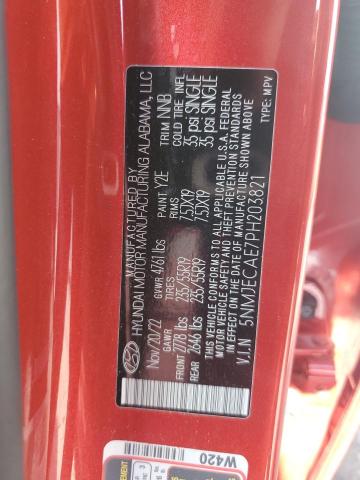 MANUFACTURED BY
HYUNDAI MOTOR MANUFACTURING ALABAMA, LLC
Nov/20/22 GVWR 4761 lbs PAINT Y2E TRIM NNB
GAWR TIRES RIMS COLD TIRE INFL
FRONT 2778 lbs 235/55R19 7.5JX19 35 psi SINGLE
REAR 2646 lbs 235/55R19 7.5JX19 35 psi SINGLE
THIS VEHICLE CONFORMS TO ALL APPLICABLE U.S.A. FEDERAL
MOTOR VEHICLE SAFETY AND THEFT PREVENTION STANDARDS
IN EFFECT ON THE DATE OF MANUFACTURE SHOWN ABOVE.
V.I.N 5NMJECAE7PH203821 TYPE: MPV
W420